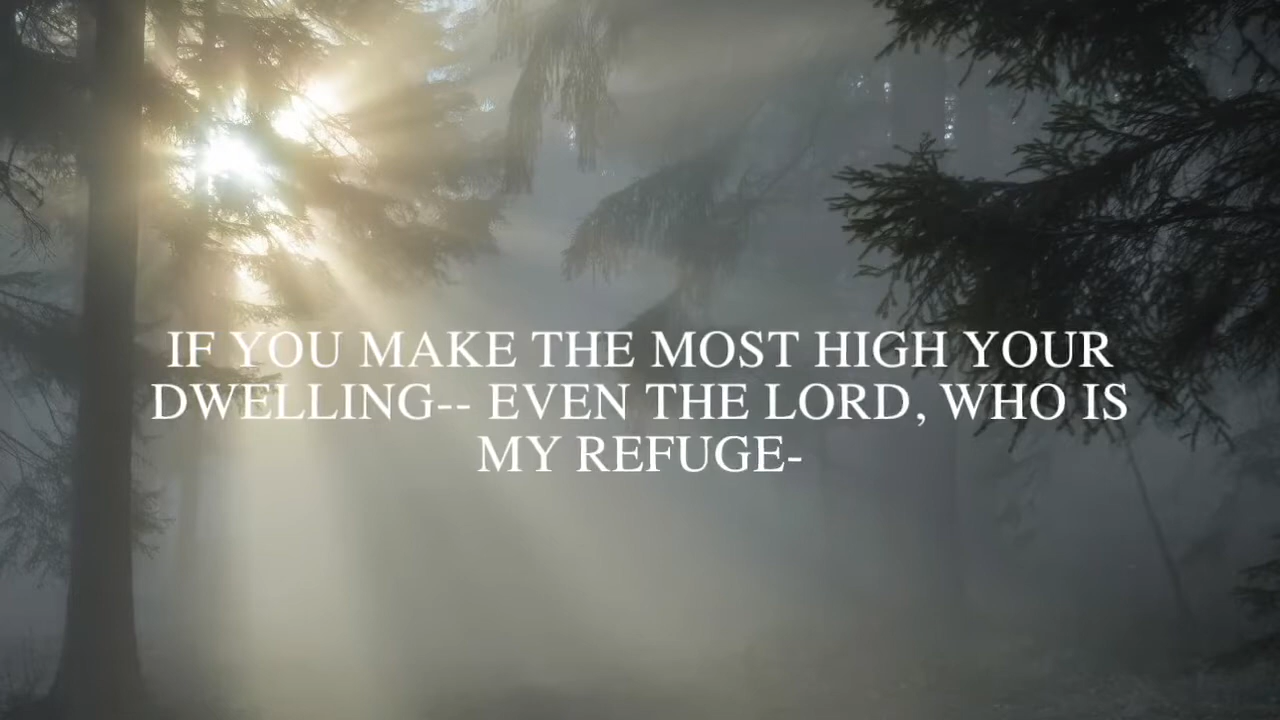 IF YOU MAKE THE MOST HIGH YOUR
DWELLING-- EVEN THE LORD, WHO IS
MY REFUGE-